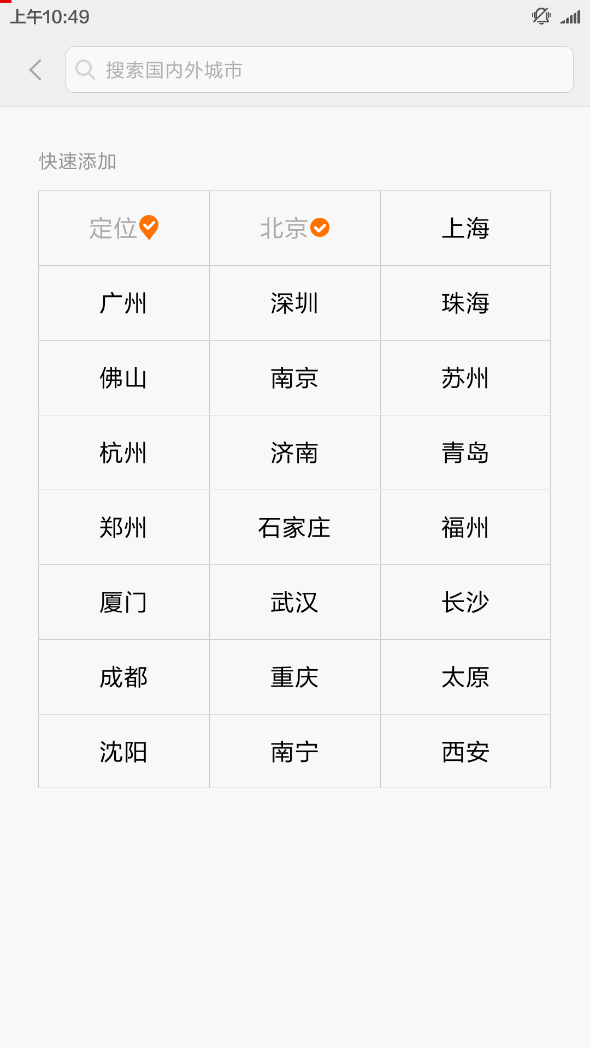 上午10:49
搜索国内外城市
快速添加
定位 北京 上海
广州 深圳 珠海
佛山 南京 苏州
杭州 济南 青岛
郑州 石家庄 福州
厦门 武汉 长沙
成都 重庆 太原
沈阳 南宁 西安